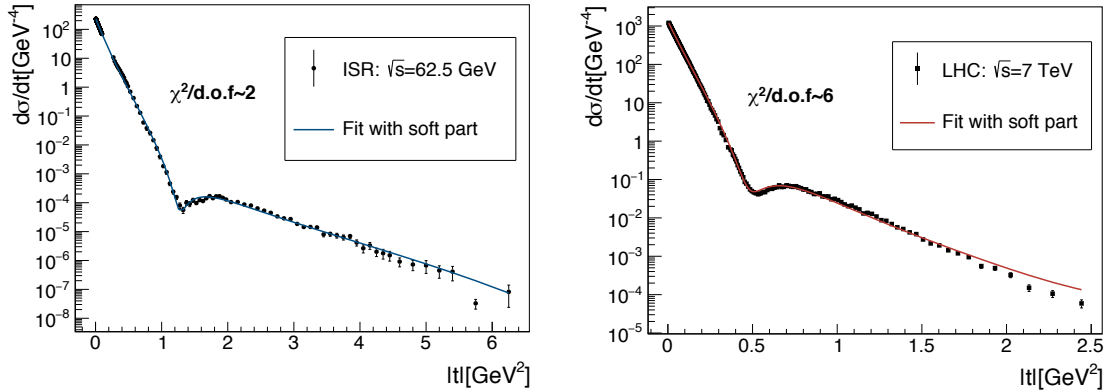 dσ/dt[GeV⁻⁴]
10²
10
1
10⁻¹
10⁻²
10⁻³
10⁻⁴
10⁻⁵
10⁻⁶
10⁻⁷
10⁻⁸
ISR: √s=62.5 GeV
χ²/d.o.f~2
Fit with soft part
0 1 2 3 4 5 6
|t|[GeV²]
dσ/dt[GeV⁻⁴]
10³
10²
10
1
10⁻¹
10⁻²
10⁻³
10⁻⁴
10⁻⁵
LHC: √s=7 TeV
χ²/d.o.f~6
Fit with soft part
0 0.5 1 1.5 2 2.5
|t|[GeV²]